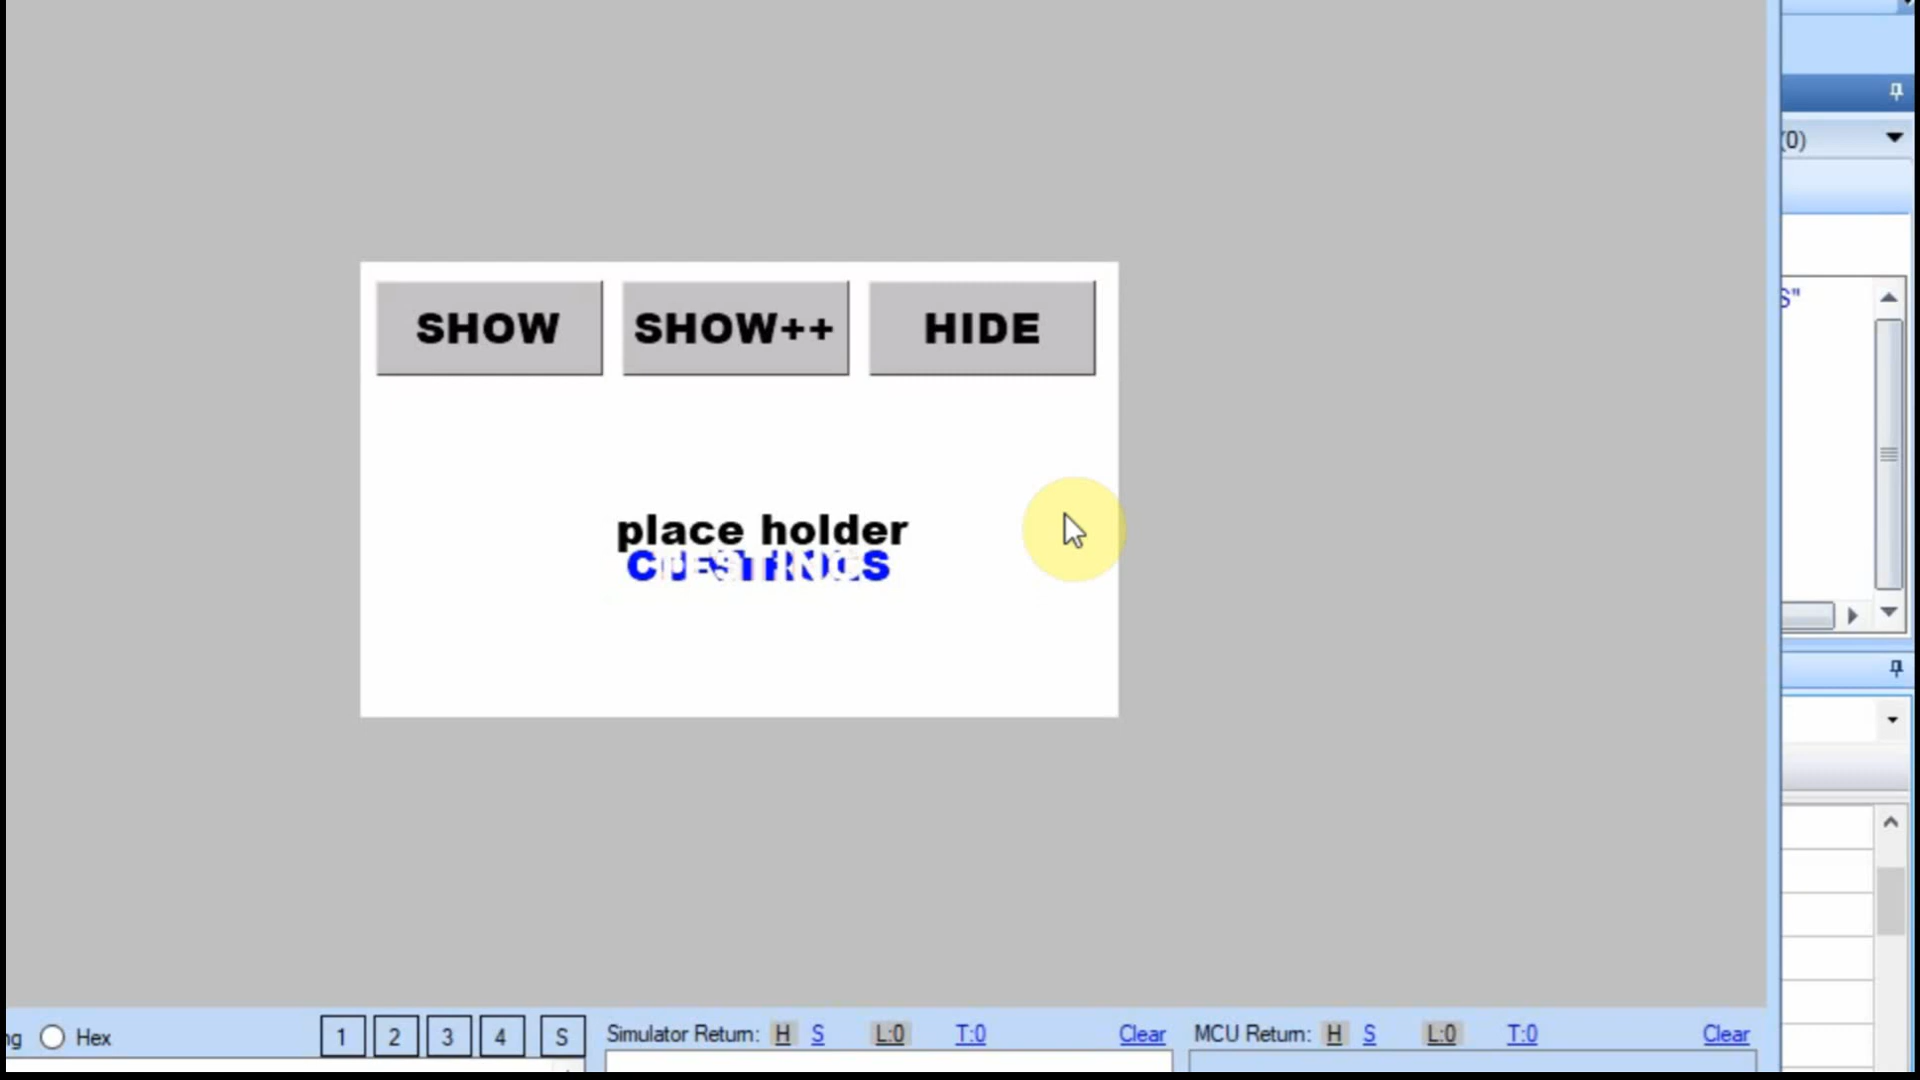 (0)
S"
SHOW SHOW++ HIDE
place holder
ng Hex 1 2 3 4 S Simulator Return: H S L:0 T:0 Clear MCU Return: H S L:0 T:0 Clear